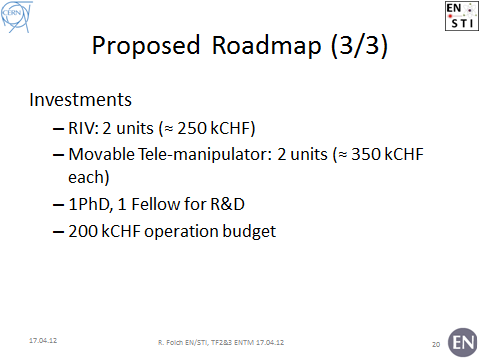 CERN
EN
STI
Proposed Roadmap (3/3)
Investments
– RIV: 2 units (≈ 250 kCHF)
– Movable Tele-manipulator: 2 units (≈ 350 kCHF
each)
– 1PhD, 1 Fellow for R&D
– 200 kCHF operation budget
17.04.12
R. Folch EN/STI, TF2&3 ENTM 17.04.12
20
EN